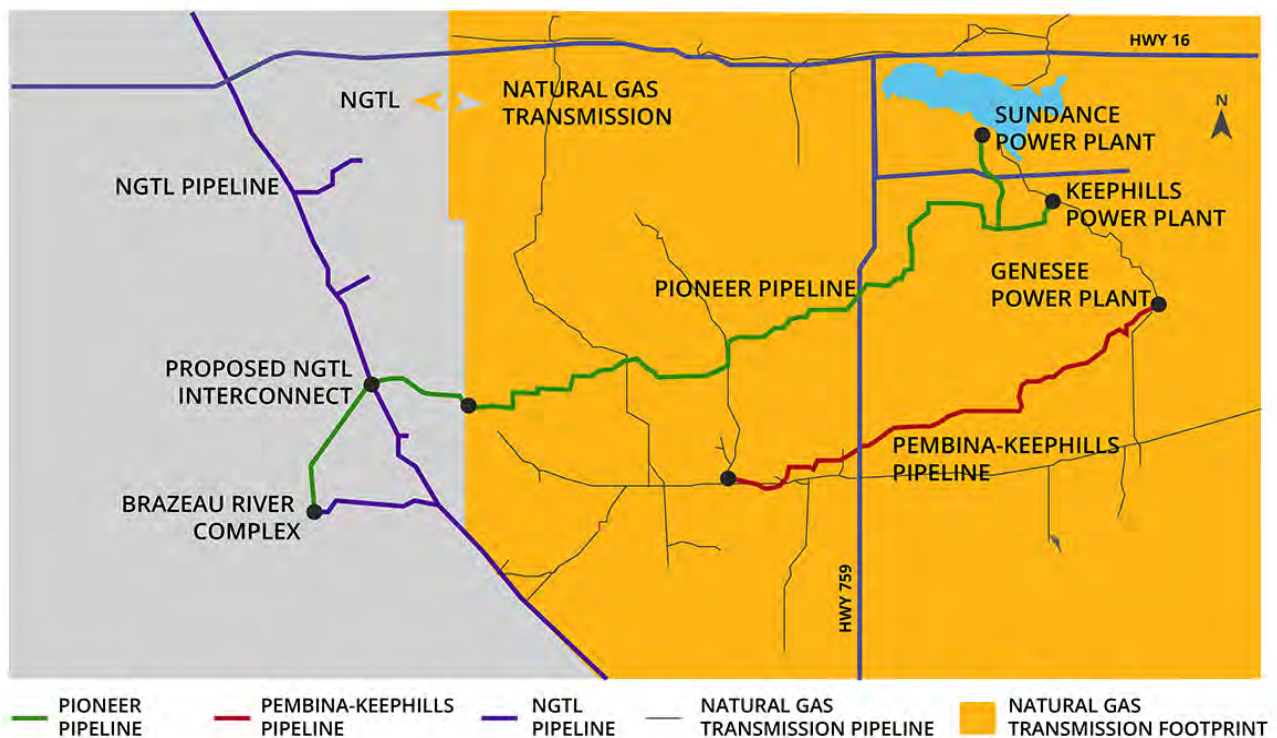 HWY 16
NGTL
NATURAL GAS
TRANSMISSION
N
SUNDANCE
POWER PLANT
NGTL PIPELINE
KEEPHILLS
POWER PLANT
GENESEE
POWER PLANT
PIONEER PIPELINE
PROPOSED NGTL
INTERCONNECT
PEMBINA-KEEPHILLS
PIPELINE
BRAZEAU RIVER
COMPLEX
HWY 759
PIONEER
PIPELINE
PEMBINA-KEEPHILLS
PIPELINE
NGTL
PIPELINE
NATURAL GAS
TRANSMISSION PIPELINE
NATURAL GAS
TRANSMISSION FOOTPRINT